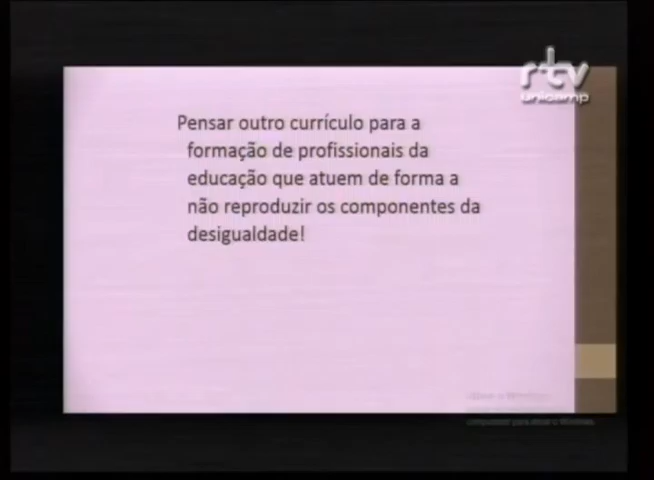 rtv
unicamp
Pensar outro currículo para a
formação de profissionais da
educação que atuem de forma a
não reproduzir os componentes da
desigualdade!